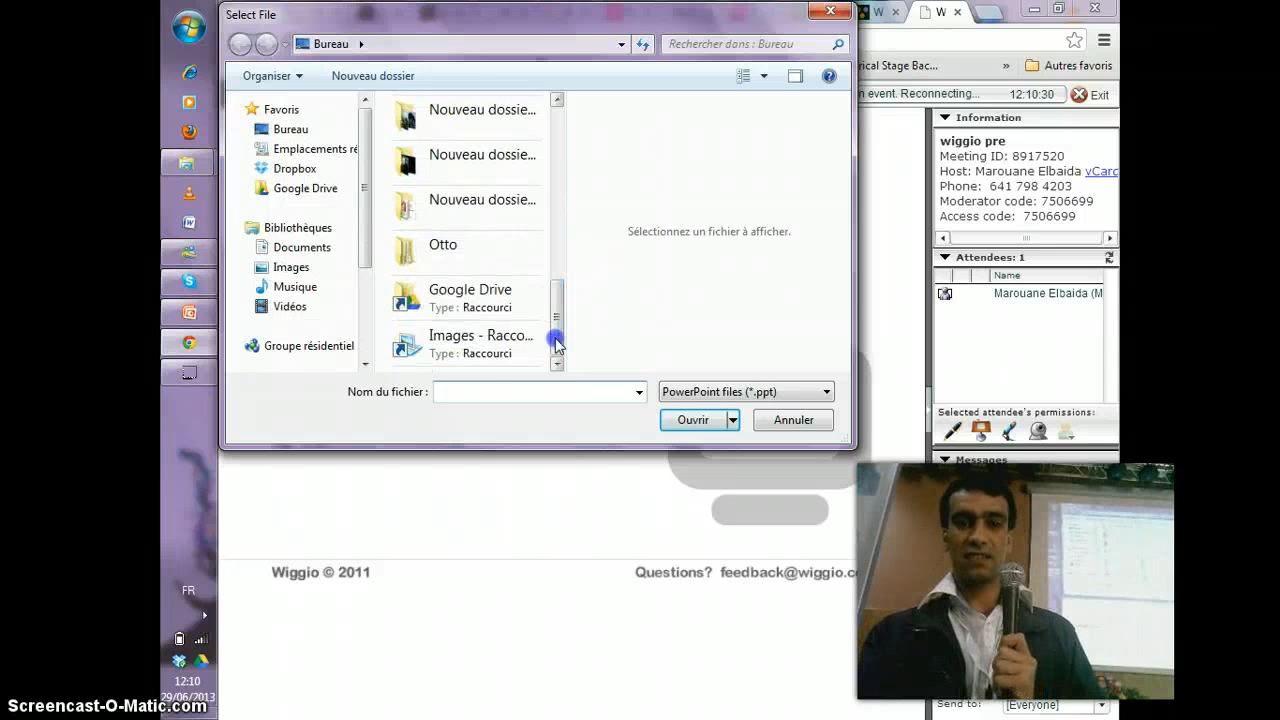 Select File
W
W
Bureau
Rechercher dans : Bureau
Organiser
Nouveau dossier
rical Stage Bac...
»
Autres favoris
n event. Reconnecting...
12:10:30
Exit
Favoris
Bureau
Emplacements ré
Dropbox
Google Drive
Bibliothèques
Documents
Images
Musique
Vidéos
Groupe résidentiel
Nouveau dossie...
Nouveau dossie...
Nouveau dossie...
Otto
Google Drive
Type : Raccourci
Images - Racco...
Type : Raccourci
Sélectionnez un fichier à afficher.
Nom du fichier :
PowerPoint files (*.ppt)
Ouvrir
Annuler
Information
wiggio pre
Meeting ID: 8917520
Host: Marouane Elbaida vCard
Phone: 641 798 4203
Moderator code: 7506699
Access code: 7506699
Attendees: 1
Name
Marouane Elbaida (M
Selected attendee's permissions:
Messages
Wiggio © 2011
Questions? feedback@wiggio.co
Send to:
[Everyone]
FR
12:10
29/06/2013
Screencast-O-Matic.com